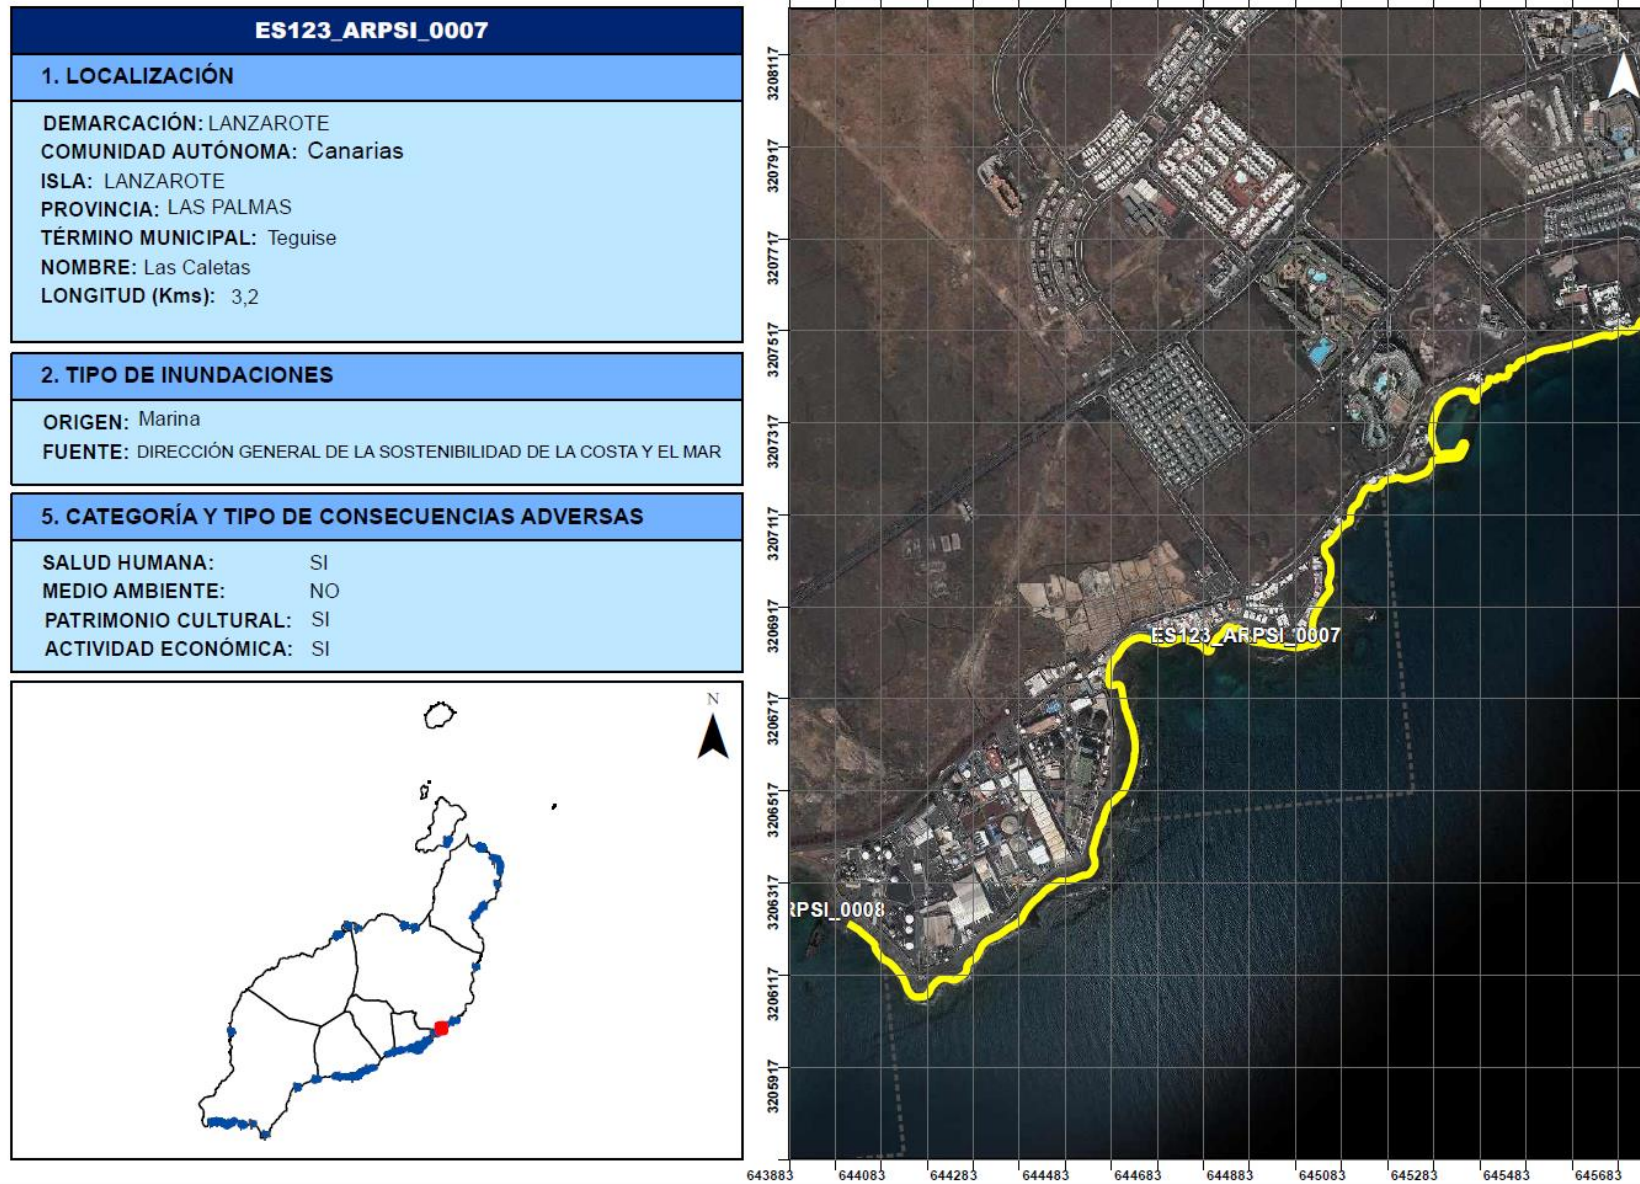 ES123_ARPSI_0007
1. LOCALIZACIÓN
DEMARCACIÓN: LANZAROTE
COMUNIDAD AUTÓNOMA: Canarias
ISLA: LANZAROTE
PROVINCIA: LAS PALMAS
TÉRMINO MUNICIPAL: Teguise
NOMBRE: Las Caletas
LONGITUD (Kms): 3,2
2. TIPO DE INUNDACIONES
ORIGEN: Marina
FUENTE: DIRECCIÓN GENERAL DE LA SOSTENIBILIDAD DE LA COSTA Y EL MAR
5. CATEGORÍA Y TIPO DE CONSECUENCIAS ADVERSAS
SALUD HUMANA: SI
MEDIO AMBIENTE: NO
PATRIMONIO CULTURAL: SI
ACTIVIDAD ECONÓMICA: SI
N
3208117
3207917
3207717
3207517
3207317
3207117
3206917
3206717
3206517
3206317
3206117
3205917
ES123_ARPSI_0007
RPSI_0008
643883 644083 644283 644483 644683 644883 645083 645283 645483 645683